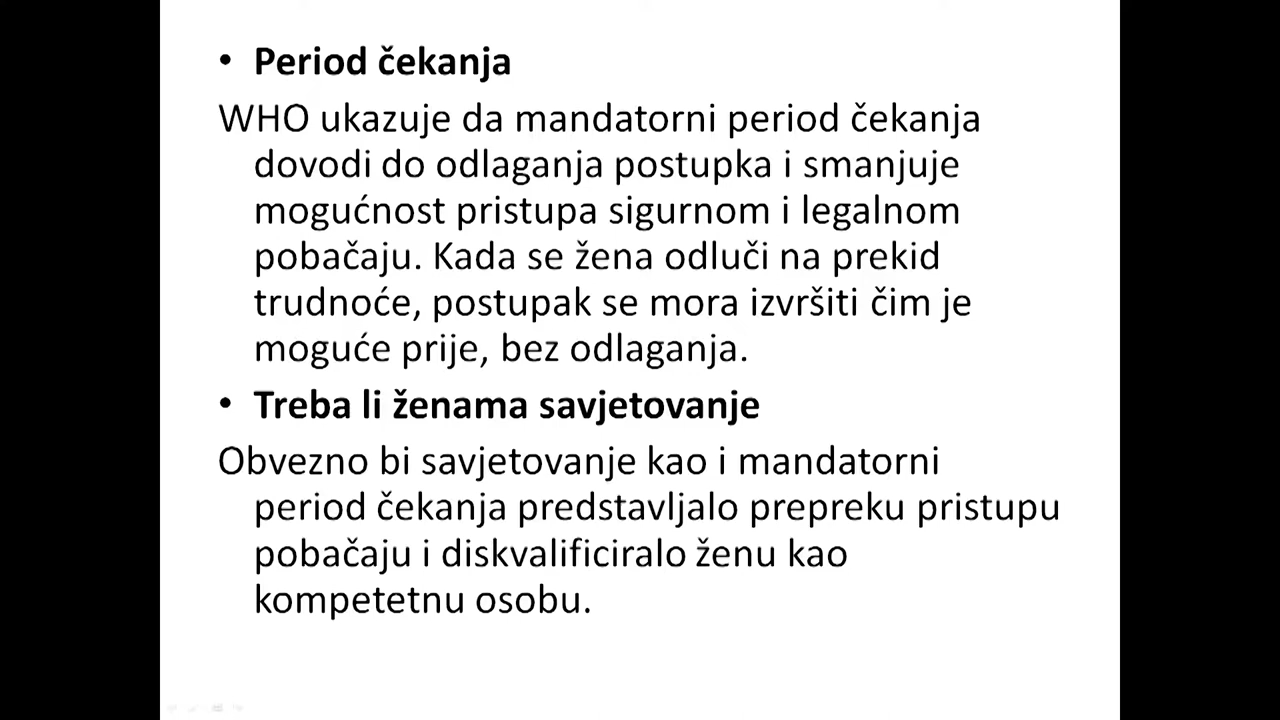 • Period čekanja
WHO ukazuje da mandatorni period čekanja
dovodi do odlaganja postupka i smanjuje
mogućnost pristupa sigurnom i legalnom
pobačaju. Kada se žena odluči na prekid
trudnoće, postupak se mora izvršiti čim je
moguće prije, bez odlaganja.
• Treba li ženama savjetovanje
Obvezno bi savjetovanje kao i mandatorni
period čekanja predstavljalo prepreku pristupu
pobačaju i diskvalificiralo ženu kao
kompetetnu osobu.